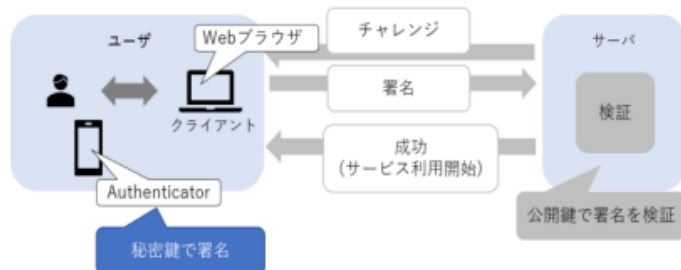 ユーザ
Webブラウザ
クライアント
Authenticator
秘密鍵で署名
チャレンジ
署名
成功
(サービス利用開始)
サーバ
検証
公開鍵で署名を検証